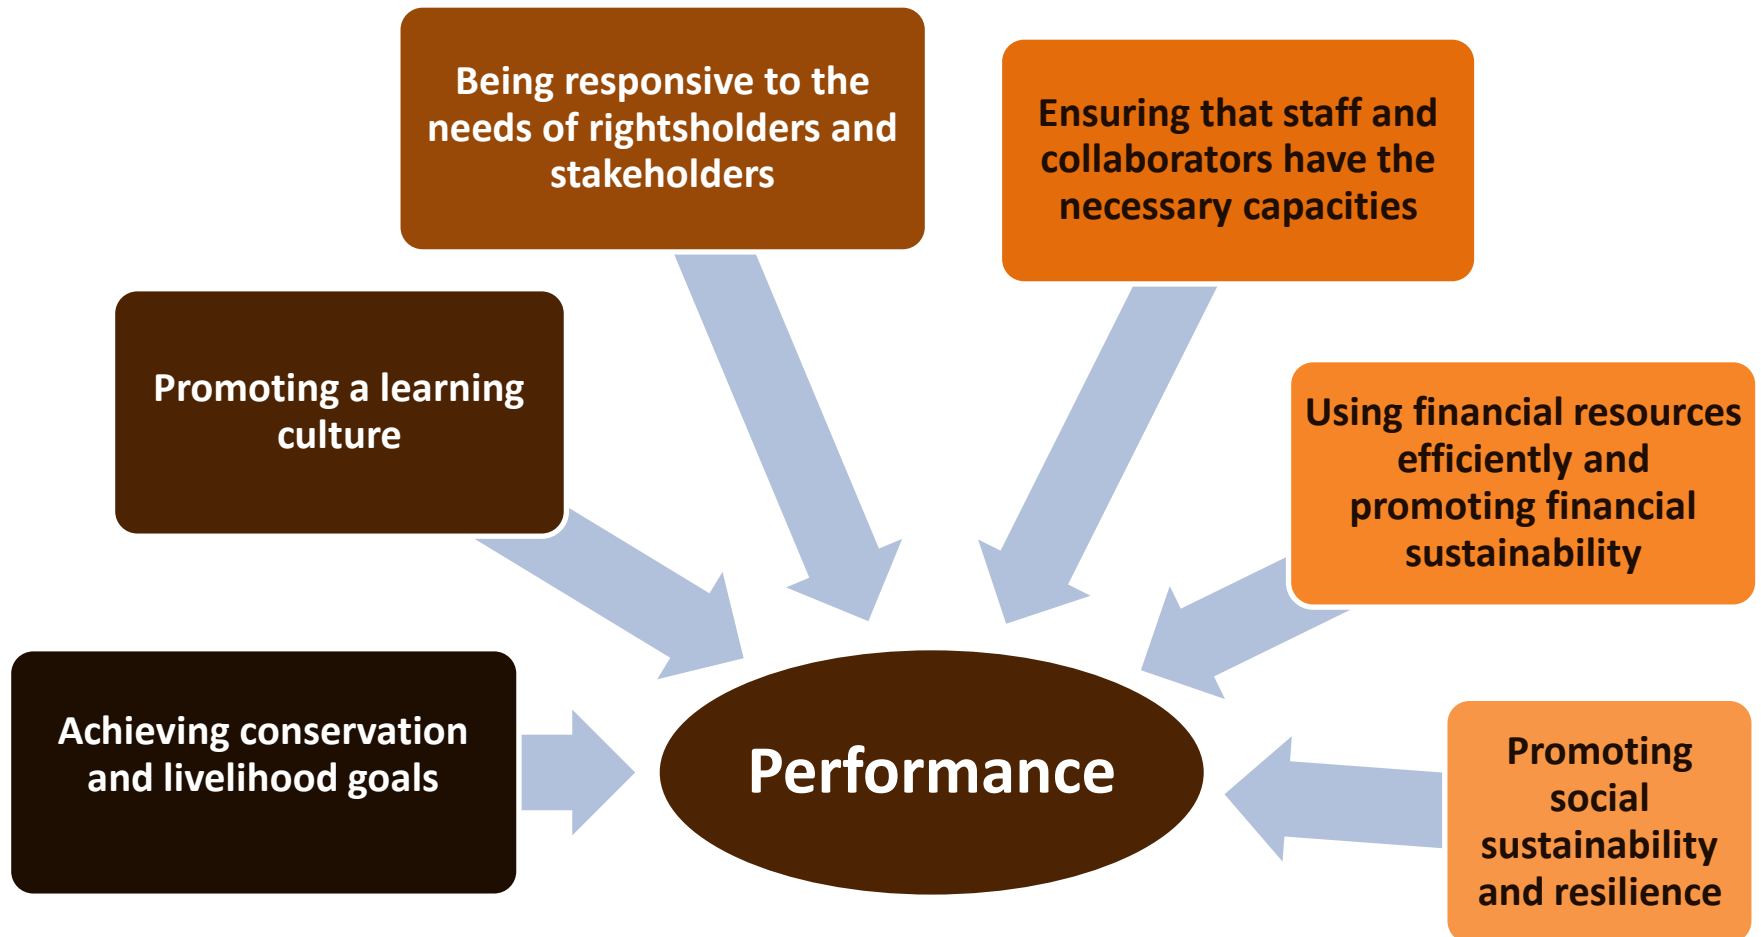 Being responsive to the
needs of rightsholders and
stakeholders
Ensuring that staff and
collaborators have the
necessary capacities
Promoting a learning
culture
Using financial resources
efficiently and
promoting financial
sustainability
Achieving conservation
and livelihood goals
Performance
Promoting
social
sustainability
and resilience